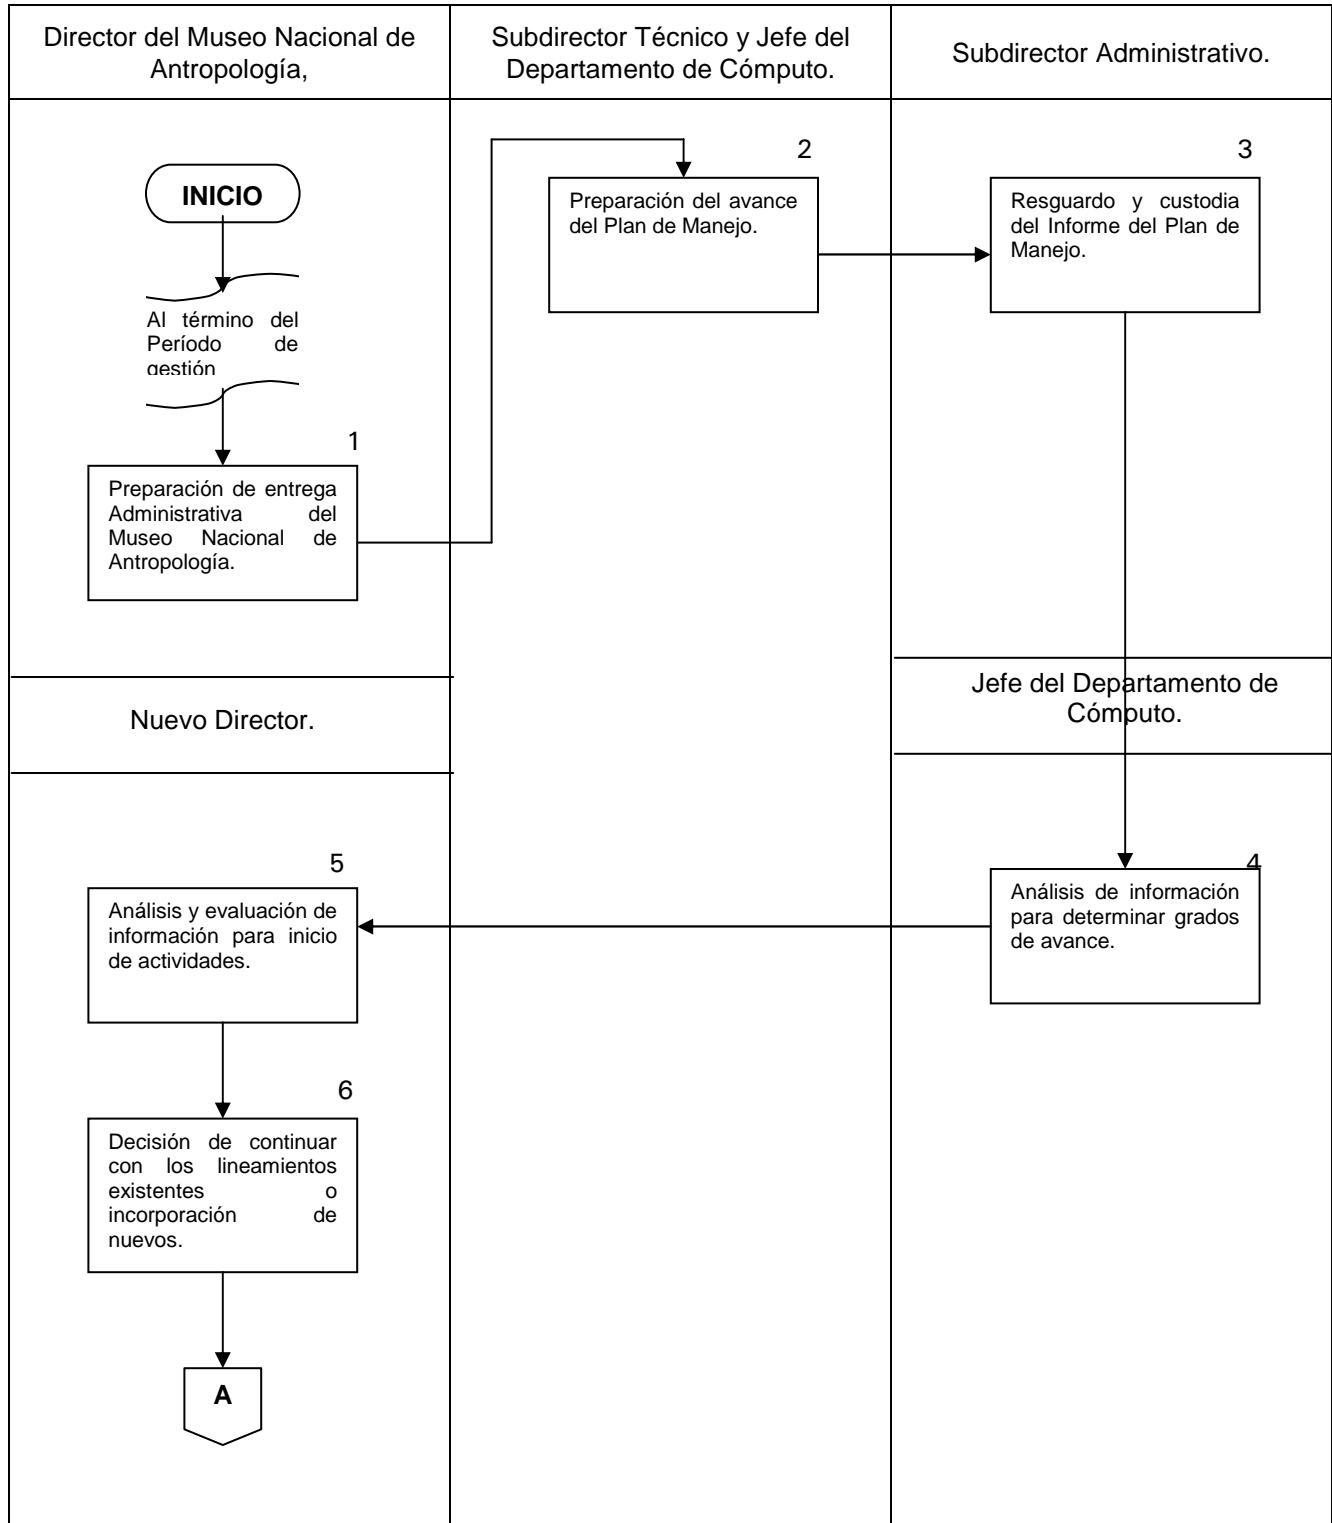 Director del Museo Nacional de
Antropología,
Subdirector Técnico y Jefe del
Departamento de Cómputo.
Subdirector Administrativo.
INICIO
Al término del
Período de
gestión
1
Preparación de entrega
Administrativa del
Museo Nacional de
Antropología.
2
Preparación del avance
del Plan de Manejo.
3
Resguardo y custodia
del Informe del Plan de
Manejo.
Nuevo Director.
Jefe del Departamento de
Cómputo.
4
Análisis de información
para determinar grados
de avance.
5
Análisis y evaluación de
información para inicio
de actividades.
6
Decisión de continuar
con los lineamientos
existentes o
incorporación de
nuevos.
A